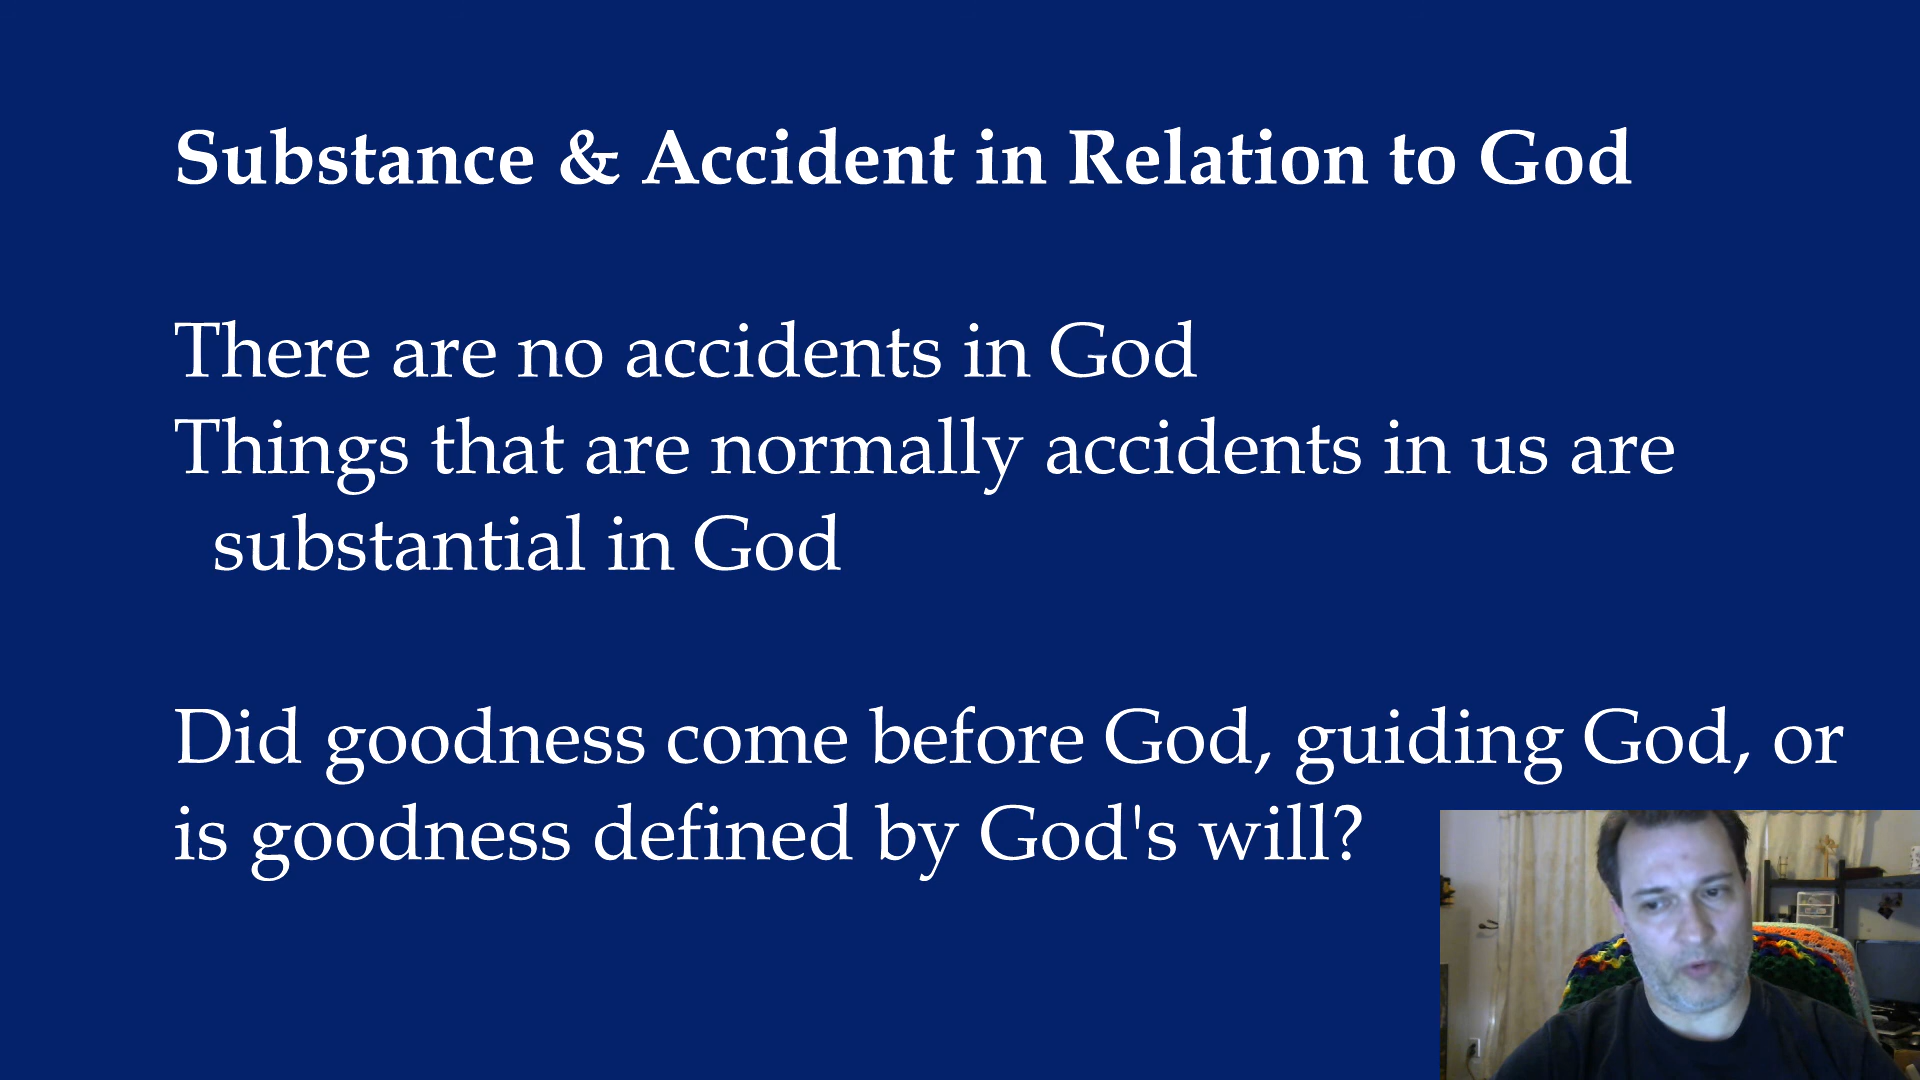 Substance & Accident in Relation to God
There are no accidents in God
Things that are normally accidents in us are
substantial in God
Did goodness come before God, guiding God, or
is goodness defined by God's will?